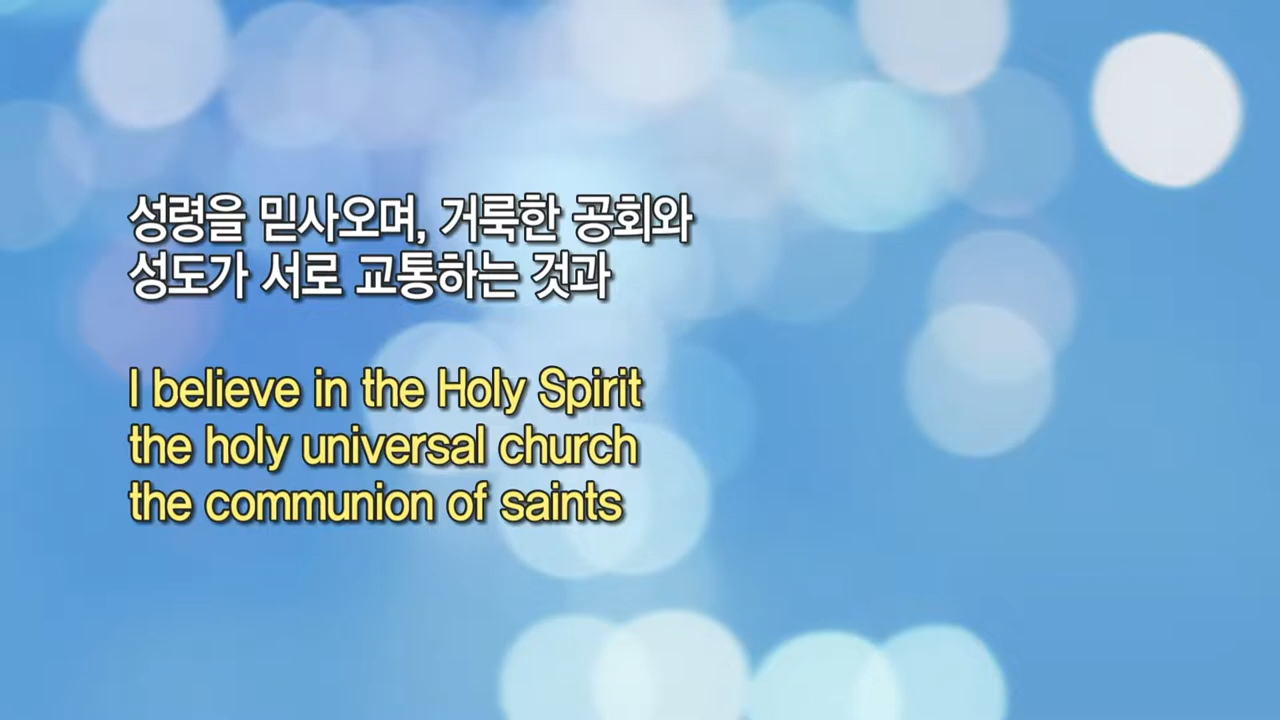 성령을 믿사오며, 거룩한 공회와
성도가 서로 교통하는 것과
I believe in the Holy Spirit
the holy universal church
the communion of saints